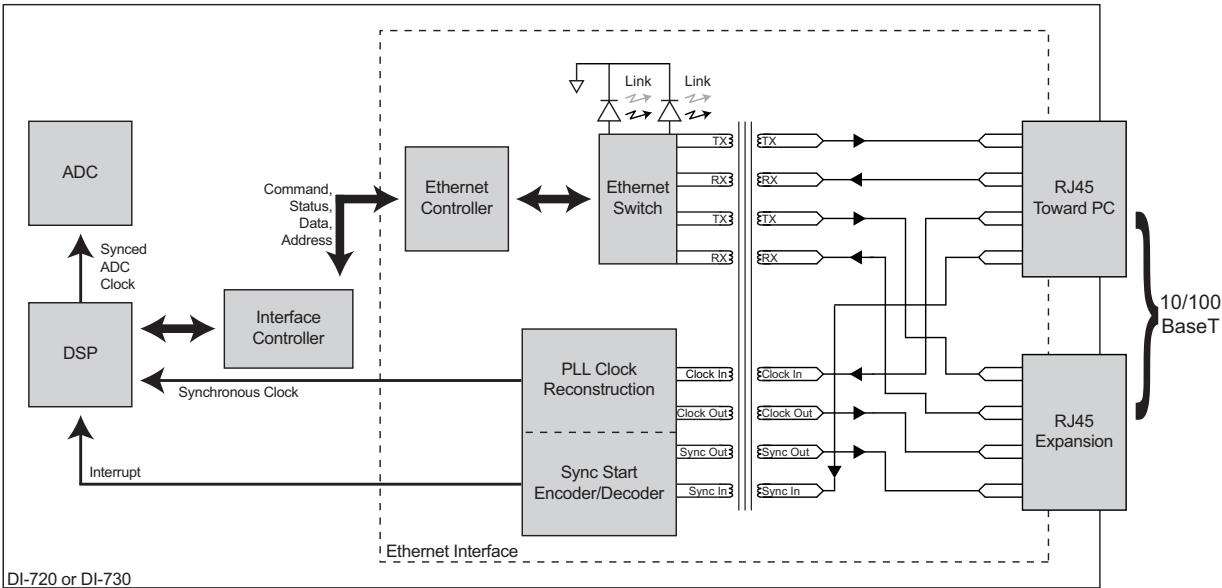 Link
Link
ADC
Command,
Status,
Data,
Address
Ethernet
Controller
Ethernet
Switch
TX
RX
TX
RX
TX
RX
TX
RX
RJ45
Toward PC
Synced
ADC
Clock
DSP
Interface
Controller
10/100
BaseT
Synchronous Clock
PLL Clock
Reconstruction
Clock In
Clock Out
Sync Out
Sync In
Clock In
Clock Out
Sync Out
Sync In
RJ45
Expansion
Interrupt
Sync Start
Encoder/Decoder
Ethernet Interface
DI-720 or DI-730